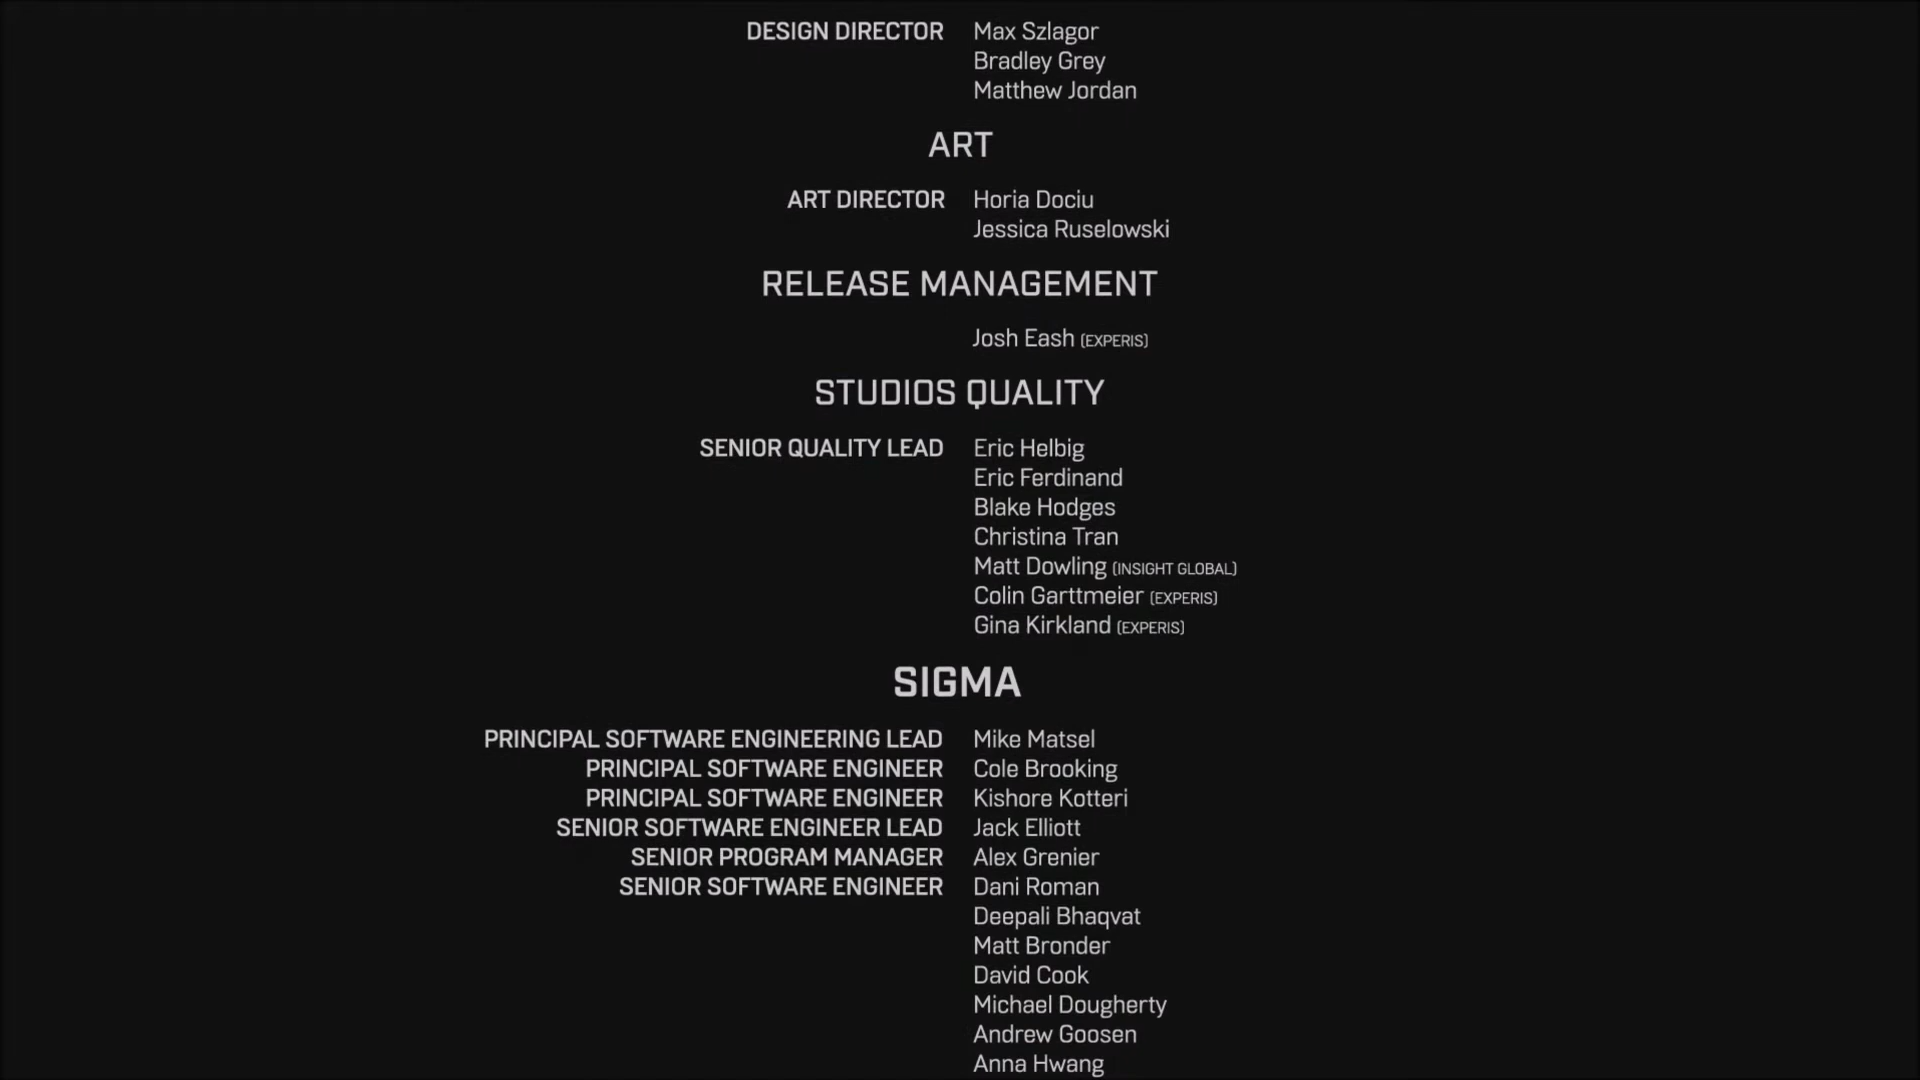 DESIGN DIRECTOR Max Szlagor
Bradley Grey
Matthew Jordan
ART
ART DIRECTOR Horia Dociu
Jessica Ruselowski
RELEASE MANAGEMENT
Josh Eash (EXPERIS)
STUDIOS QUALITY
SENIOR QUALITY LEAD Eric Helbig
Eric Ferdinand
Blake Hodges
Christina Tran
Matt Dowling (INSIGHT GLOBAL)
Colin Garttmeier (EXPERIS)
Gina Kirkland (EXPERIS)
SIGMA
PRINCIPAL SOFTWARE ENGINEERING LEAD Mike Matsel
PRINCIPAL SOFTWARE ENGINEER Cole Brooking
PRINCIPAL SOFTWARE ENGINEER Kishore Kotteri
SENIOR SOFTWARE ENGINEER LEAD Jack Elliott
SENIOR PROGRAM MANAGER Alex Grenier
SENIOR SOFTWARE ENGINEER Dani Roman
Deepali Bhaqvat
Matt Bronder
David Cook
Michael Dougherty
Andrew Goosen
Anna Hwang